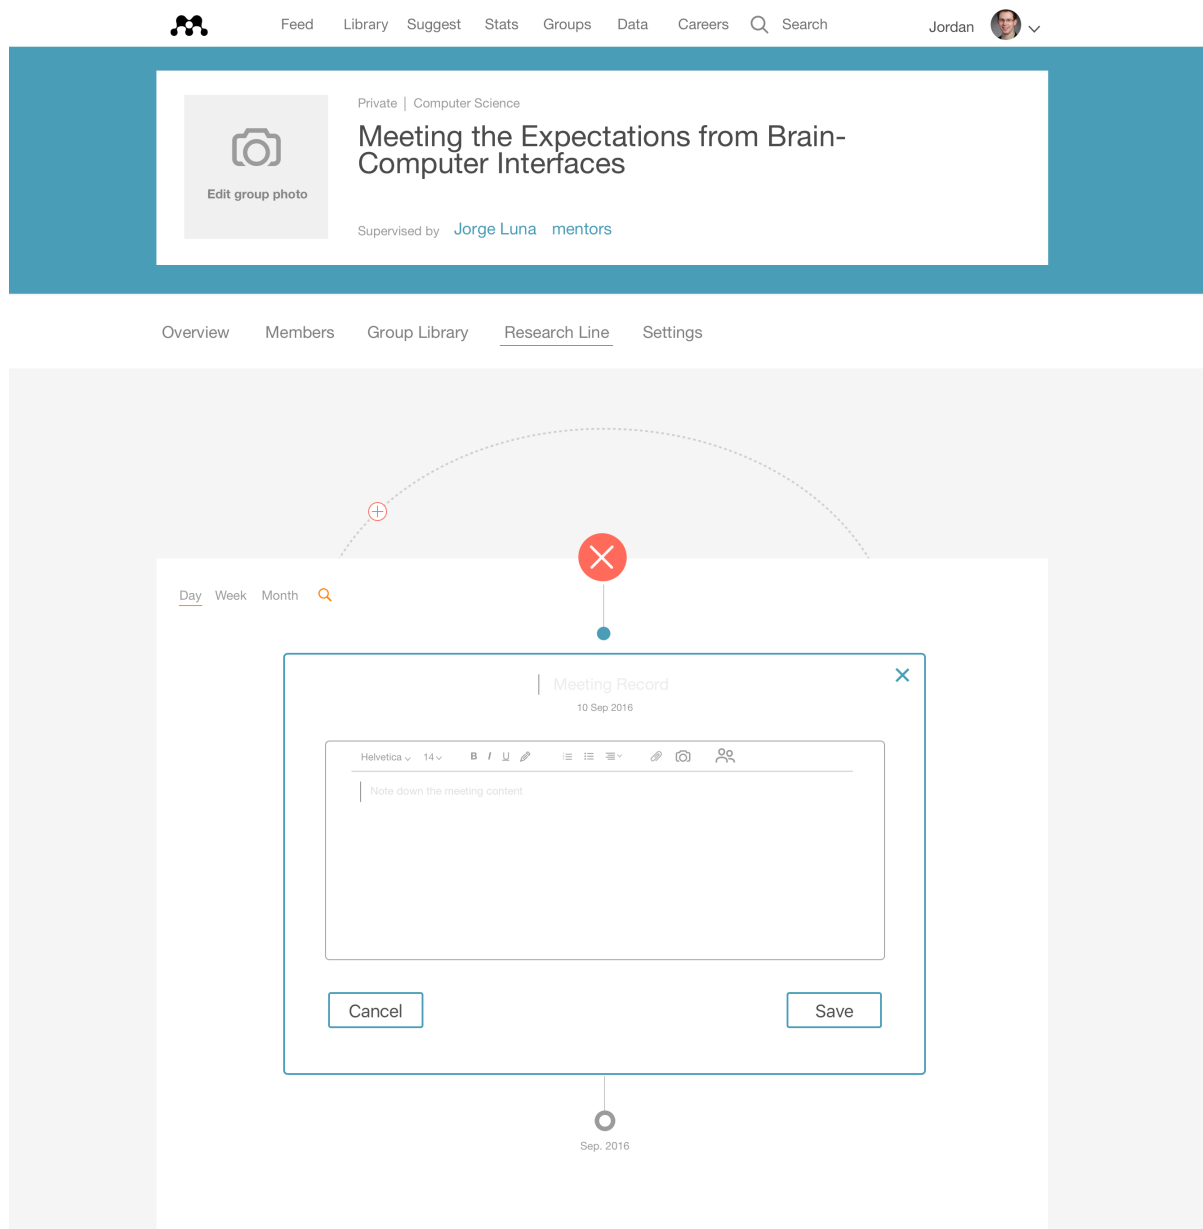 Feed Library Suggest Stats Groups Data Careers Search Jordan
Private | Computer Science
Meeting the Expectations from Brain-
Computer Interfaces
Edit group photo
Supervised by Jorge Luna mentors
Overview Members Group Library Research Line Settings
Day Week Month
Meeting Record
10 Sep 2016
Helvetica 14 B I U
Note down the meeting content
Cancel Save
Sep. 2016